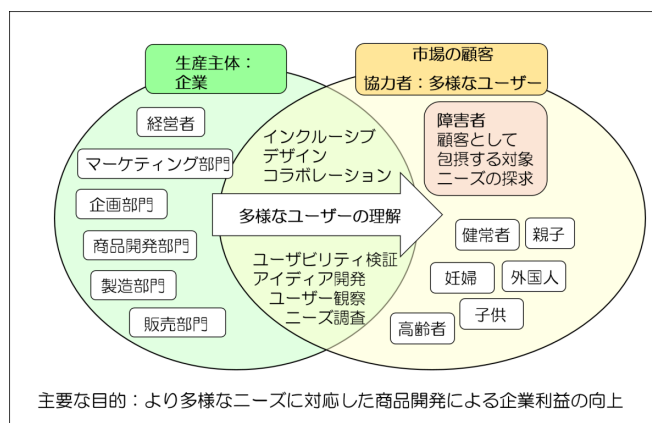 生産主体：
企業
市場の顧客
協力者：多様なユーザー
経営者
マーケティング部門
企画部門
商品開発部門
製造部門
販売部門
インクルーシブ
デザイン
コラボレーション
多様なユーザーの理解
ユーザビリティ検証
アイディア開発
ユーザー観察
ニーズ調査
障害者
顧客として
包摂する対象
ニーズの探求
健常者
親子
妊婦
外国人
高齢者
子供
主要な目的：より多様なニーズに対応した商品開発による企業利益の向上